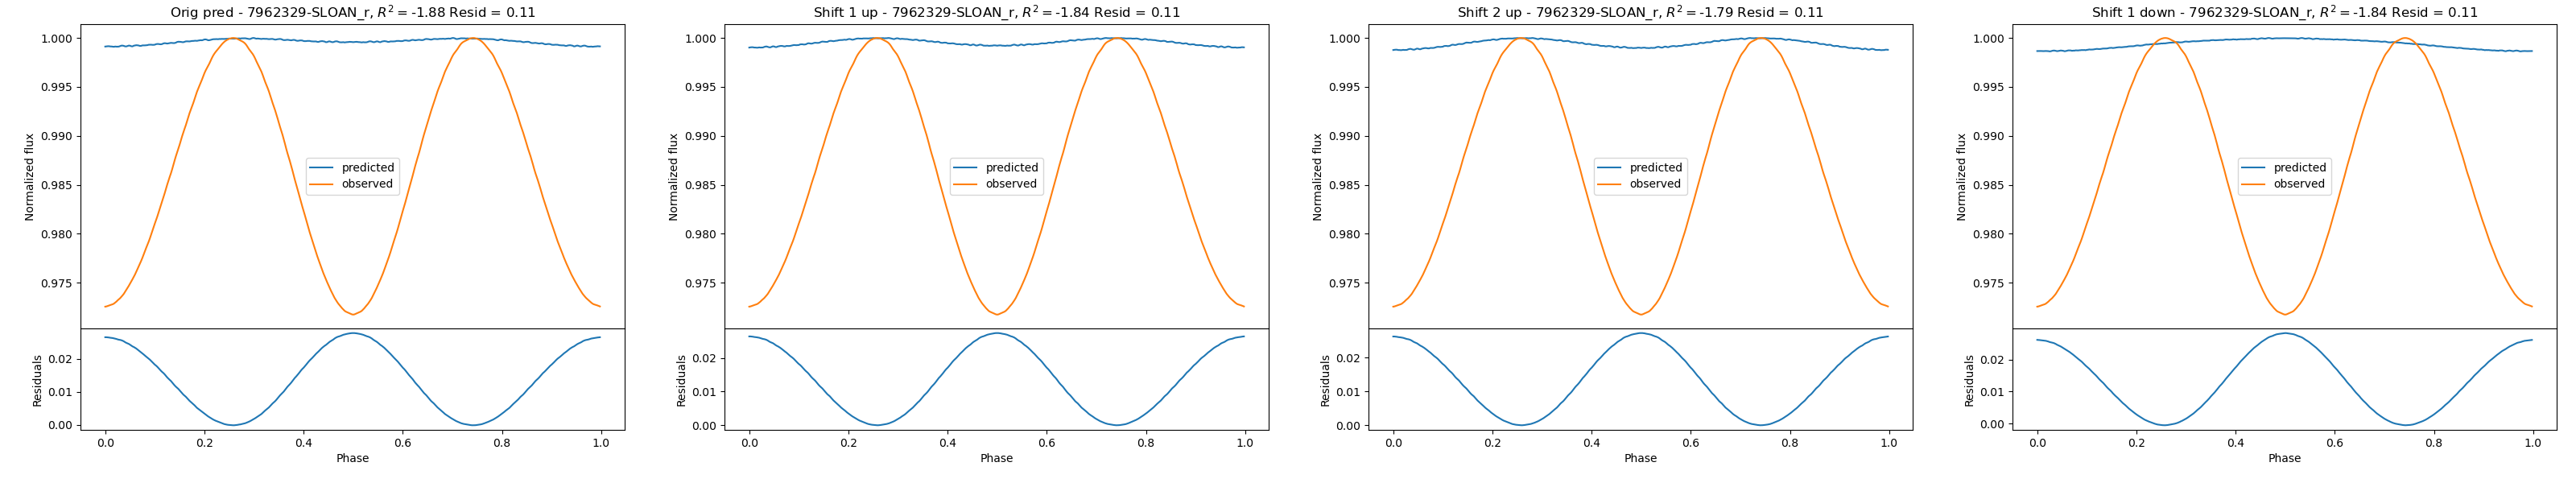 Orig pred - 7962329-SLOAN_r, R² = -1.88 Resid = 0.11
1.000
0.995
0.990
0.985
0.980
0.975
Normalized flux
predicted
observed
0.02
0.01
0.00
Residuals
0.0 0.2 0.4 0.6 0.8 1.0
Phase
Shift 1 up - 7962329-SLOAN_r, R² = -1.84 Resid = 0.11
1.000
0.995
0.990
0.985
0.980
0.975
Normalized flux
predicted
observed
0.02
0.01
0.00
Residuals
0.0 0.2 0.4 0.6 0.8 1.0
Phase
Shift 2 up - 7962329-SLOAN_r, R² = -1.79 Resid = 0.11
1.000
0.995
0.990
0.985
0.980
0.975
Normalized flux
predicted
observed
0.02
0.01
0.00
Residuals
0.0 0.2 0.4 0.6 0.8 1.0
Phase
Shift 1 down - 7962329-SLOAN_r, R² = -1.84 Resid = 0.11
1.000
0.995
0.990
0.985
0.980
0.975
Normalized flux
predicted
observed
0.02
0.01
0.00
Residuals
0.0 0.2 0.4 0.6 0.8 1.0
Phase